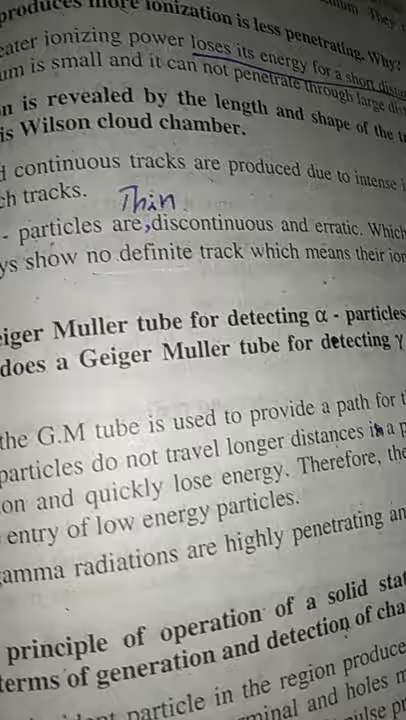 produces more ionization is less penetrating. Why?
eater ionizing power loses its energy for a short
um is small and it can not penetrate through large
n is revealed by the length and shape of the
is Wilson cloud chamber.
d continuous tracks are produced due to intense
ch tracks.
Thin
- particles are, discontinuous and erratic. Which
ys show no definite track which means their
eiger Muller tube for detecting α - particles
does a Geiger Muller tube for detecting γ
the G.M tube is used to provide a path for
particles do not travel longer distances in a
on and quickly lose energy. Therefore, the
entry of low energy particles.
amma radiations are highly penetrating an
principle of operation of a solid stat
terms of generation and detection of cha
particle in the region produce
minal and holes